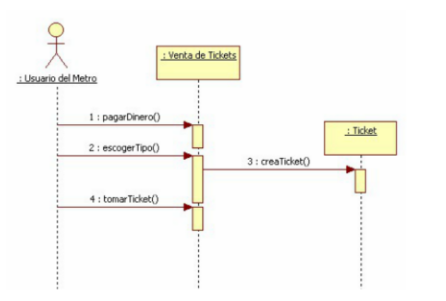 : Venta de Tickets
: Usuario del Metro
1 : pagarDinero()
: Ticket
2 : escogerTipo()
3 : creaTicket()
4 : tomarTicket()